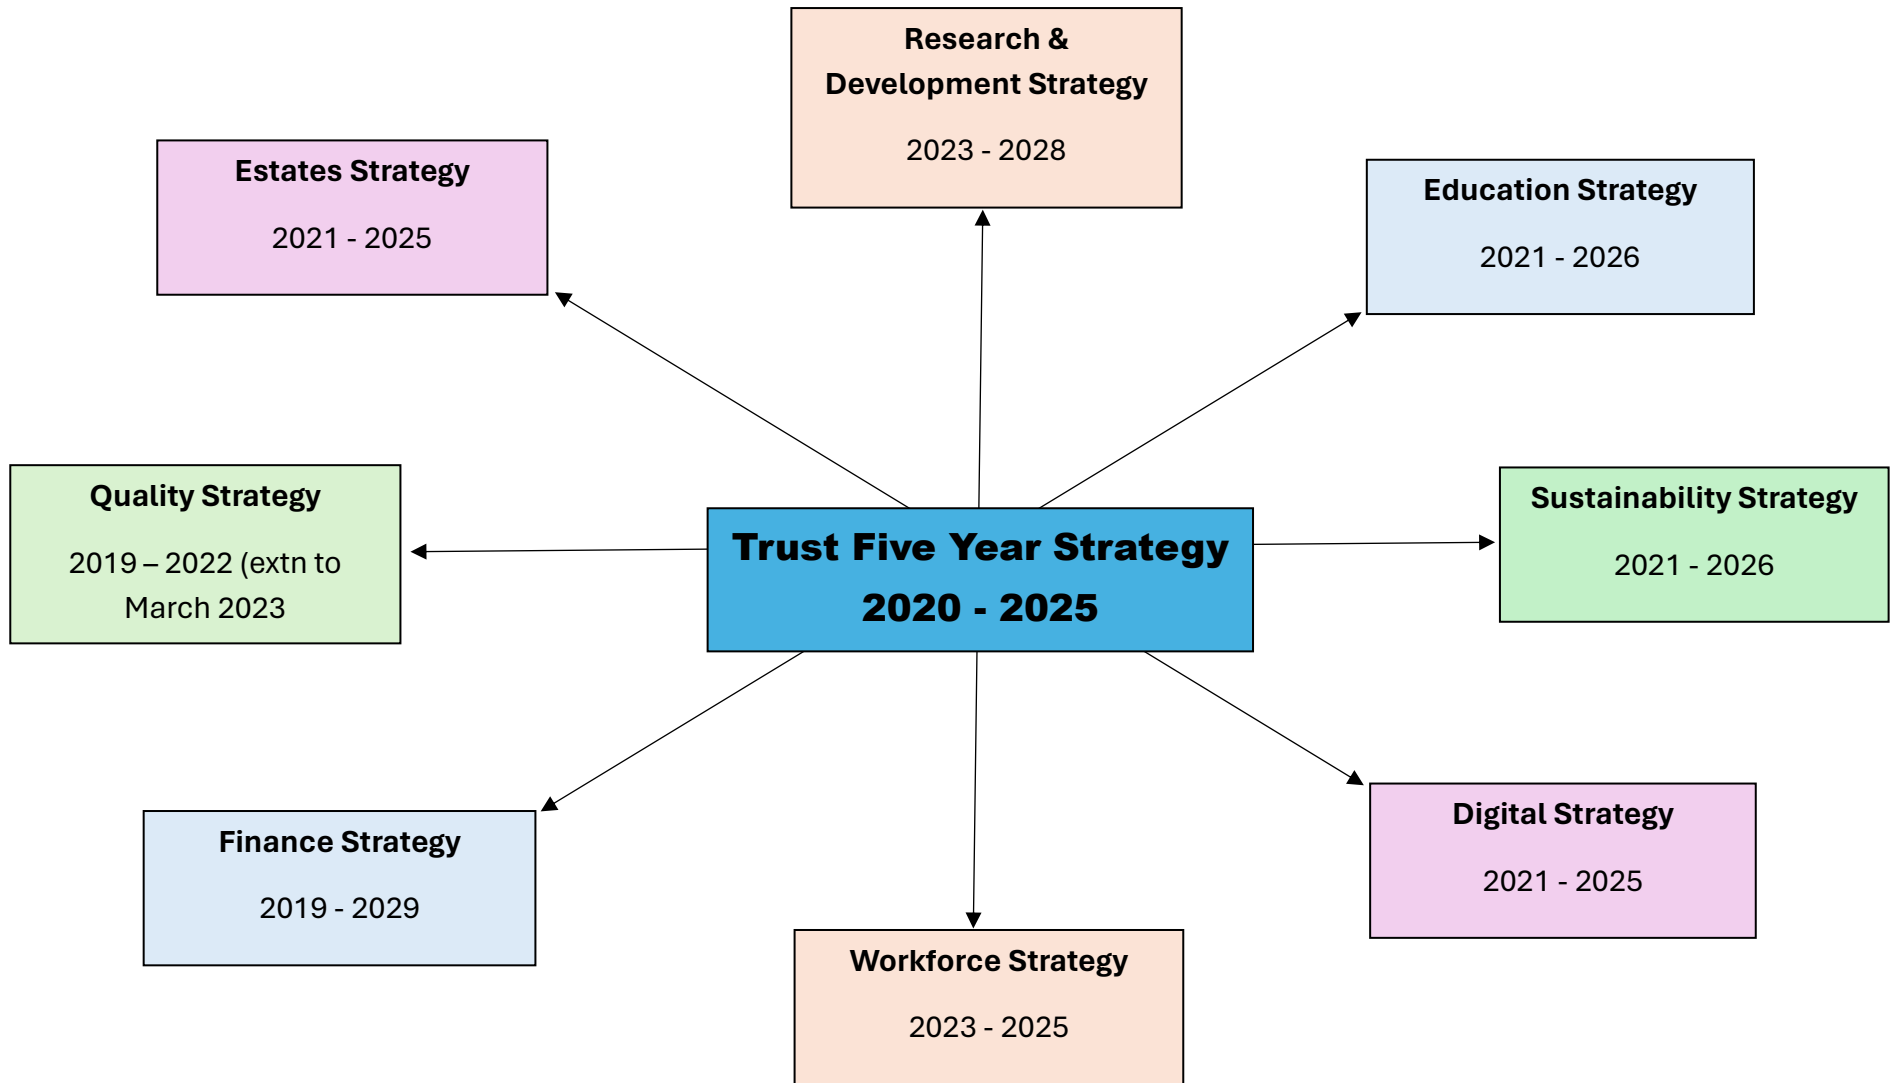 Research &
Development Strategy
2023 - 2028
Estates Strategy
2021 - 2025
Education Strategy
2021 - 2026
Quality Strategy
2019 – 2022 (extn to
March 2023
Trust Five Year Strategy
2020 - 2025
Sustainability Strategy
2021 - 2026
Finance Strategy
2019 - 2029
Digital Strategy
2021 - 2025
Workforce Strategy
2023 - 2025